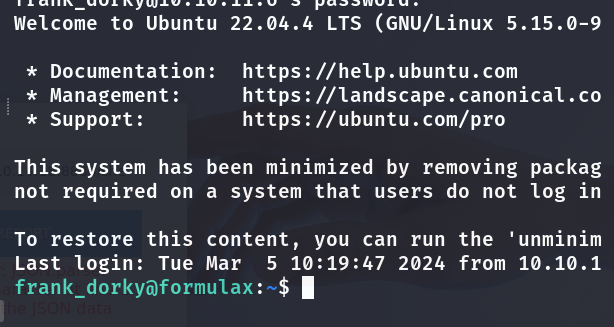 frank_dorky@10.10.11.6's password:
Welcome to Ubuntu 22.04.4 LTS (GNU/Linux 5.15.0-9
* Documentation:  https://help.ubuntu.com
* Management:     https://landscape.canonical.co
* Support:        https://ubuntu.com/pro
This system has been minimized by removing packag
not required on a system that users do not log in
To restore this content, you can run the 'unminim
Last login: Tue Mar  5 10:19:47 2024 from 10.10.1
frank_dorky@formulax:~$
the JSON data